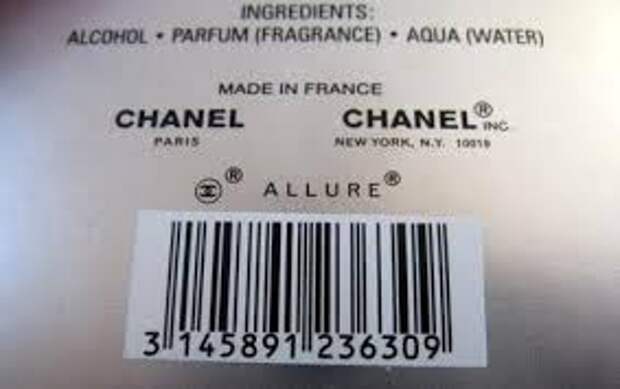 INGREDIENTS:
ALCOHOL • PARFUM (FRAGRANCE) • AQUA (WATER)
MADE IN FRANCE
CHANEL CHANEL® INC
PARIS NEW YORK, N.Y. 10019
® ALLURE®
3 145891 236309